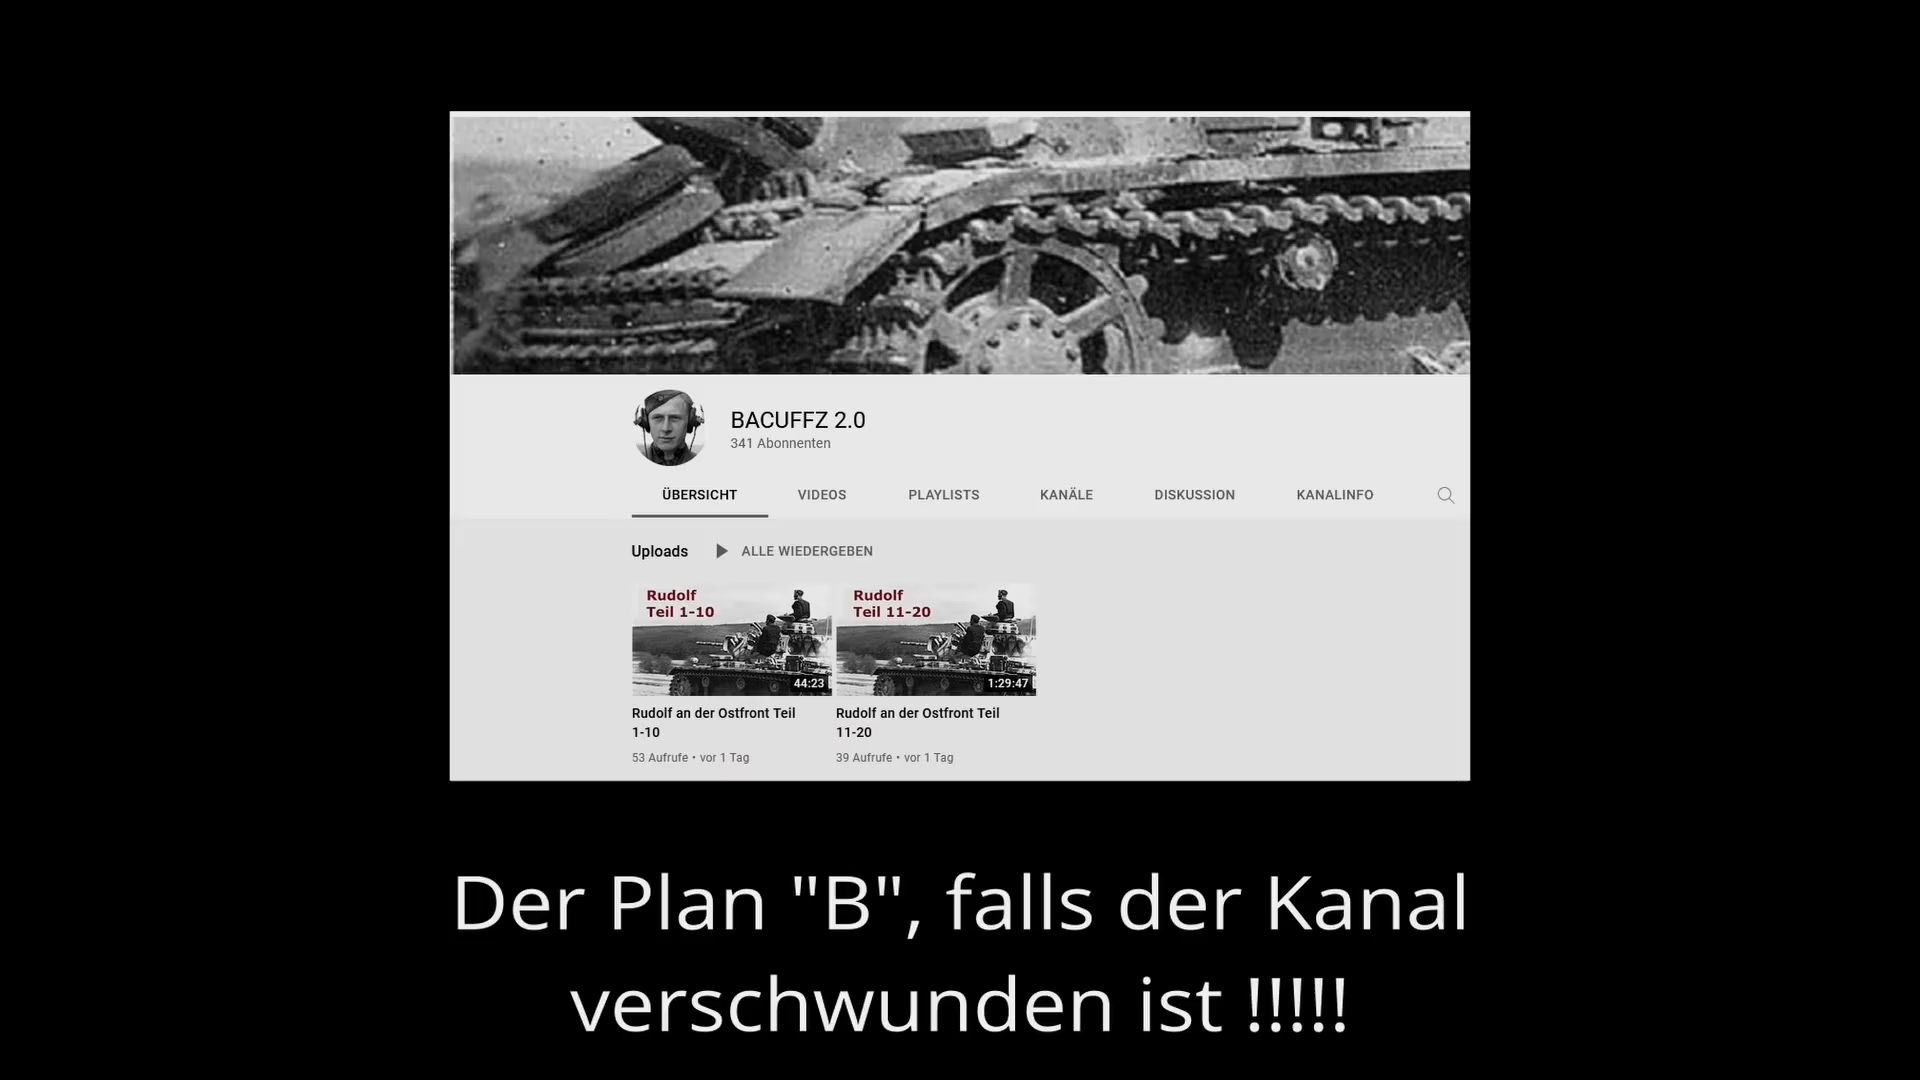 BACUFFZ 2.0
341 Abonnenten
ÜBERSICHT VIDEOS PLAYLISTS KANÄLE DISKUSSION KANALINFO
Uploads ALLE WIEDERGEBEN
Rudolf
Teil 1-10
44:23
Rudolf an der Ostfront Teil
1-10
53 Aufrufe • vor 1 Tag
Rudolf
Teil 11-20
1:29:47
Rudolf an der Ostfront Teil
11-20
39 Aufrufe • vor 1 Tag
Der Plan "B", falls der Kanal
verschwunden ist !!!!!